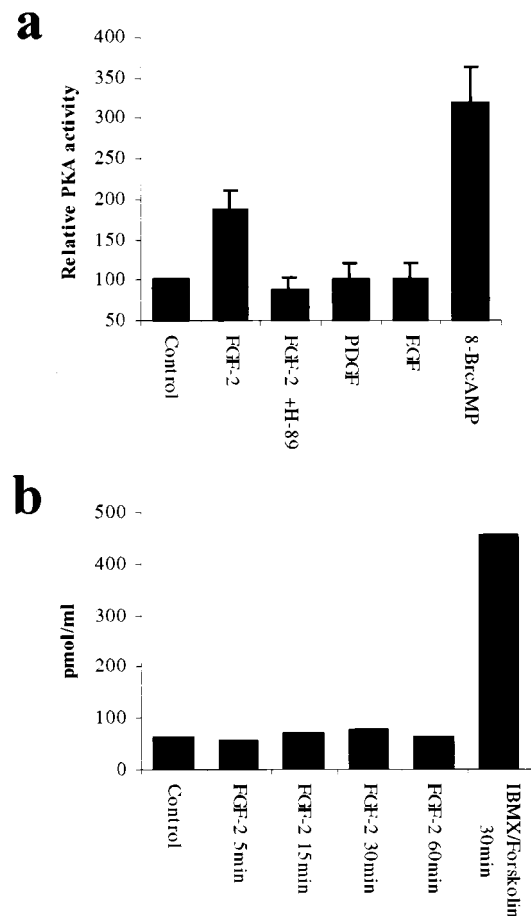 a
Relative PKA activity
400
350
300
250
200
150
100
50
Control
FGF-2
FGF-2 +H-89
PDGF
EGF
8-BrcAMP
b
pmol/ml
500
400
300
200
100
0
Control
FGF-2 5min
FGF-2 15min
FGF-2 30min
FGF-2 60min
IBMX/Forskolin
30min